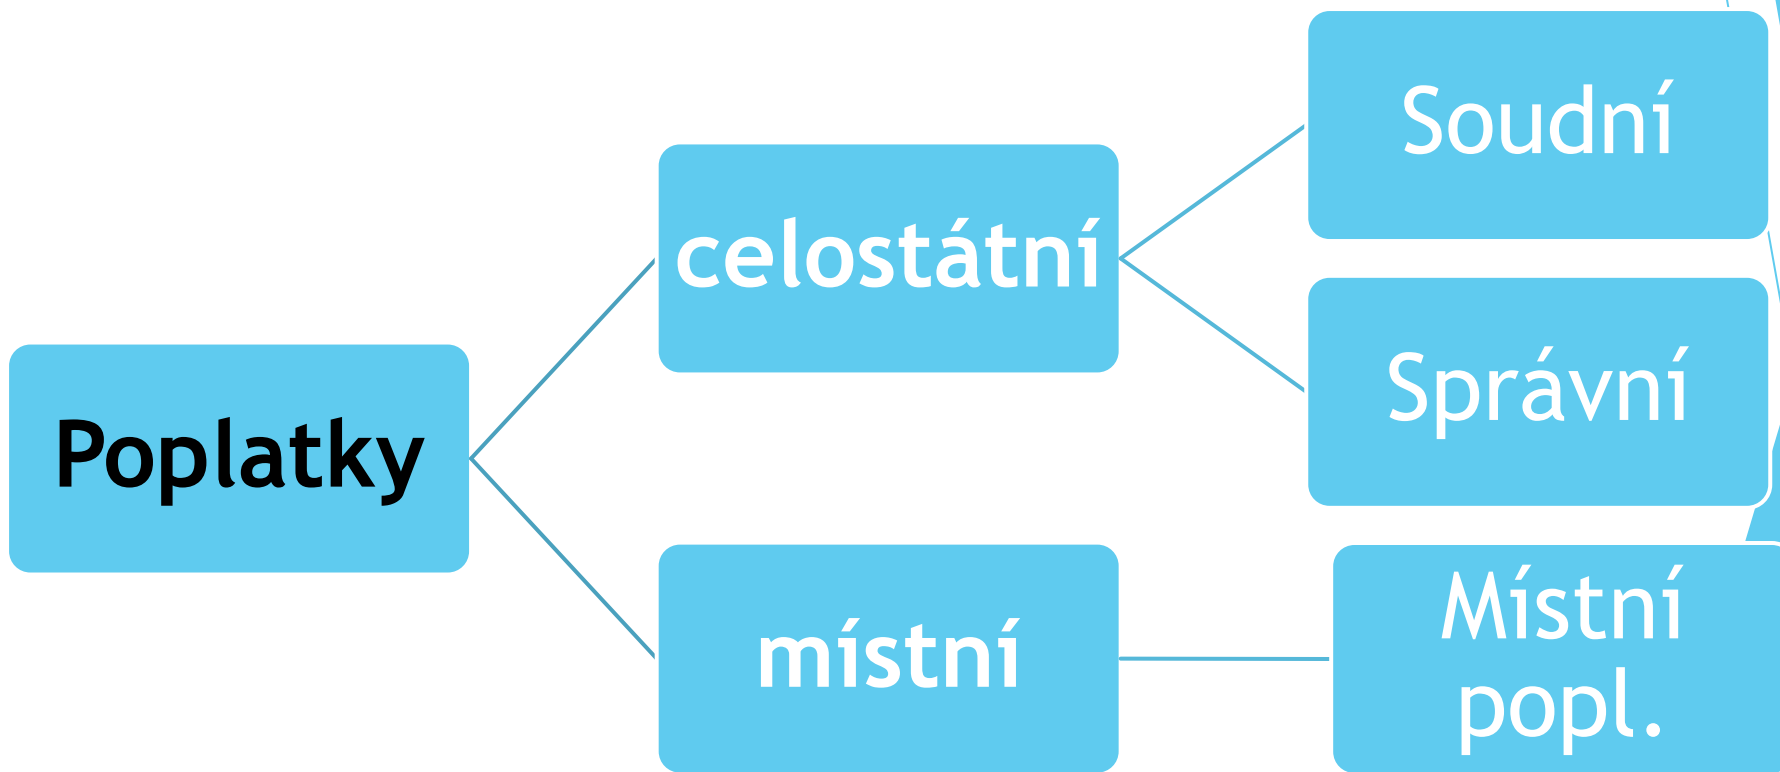 Poplatky
celostátní
Soudní
Správní
místní
Místní
popl.